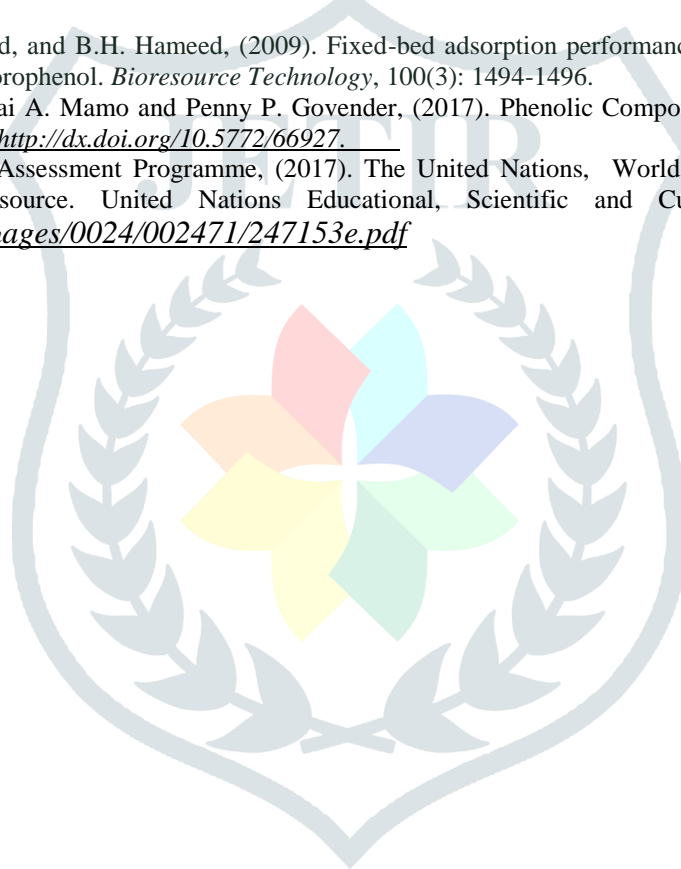 d, and B.H. Hameed, (2009). Fixed-bed adsorption performanc
orophenol. Bioresource Technology, 100(3): 1494-1496.
ai A. Mamo and Penny P. Govender, (2017). Phenolic Compo
http://dx.doi.org/10.5772/66927.
Assessment Programme, (2017). The United Nations, World
source. United Nations Educational, Scientific and Cu
ages/0024/002471/247153e.pdf
JETIR